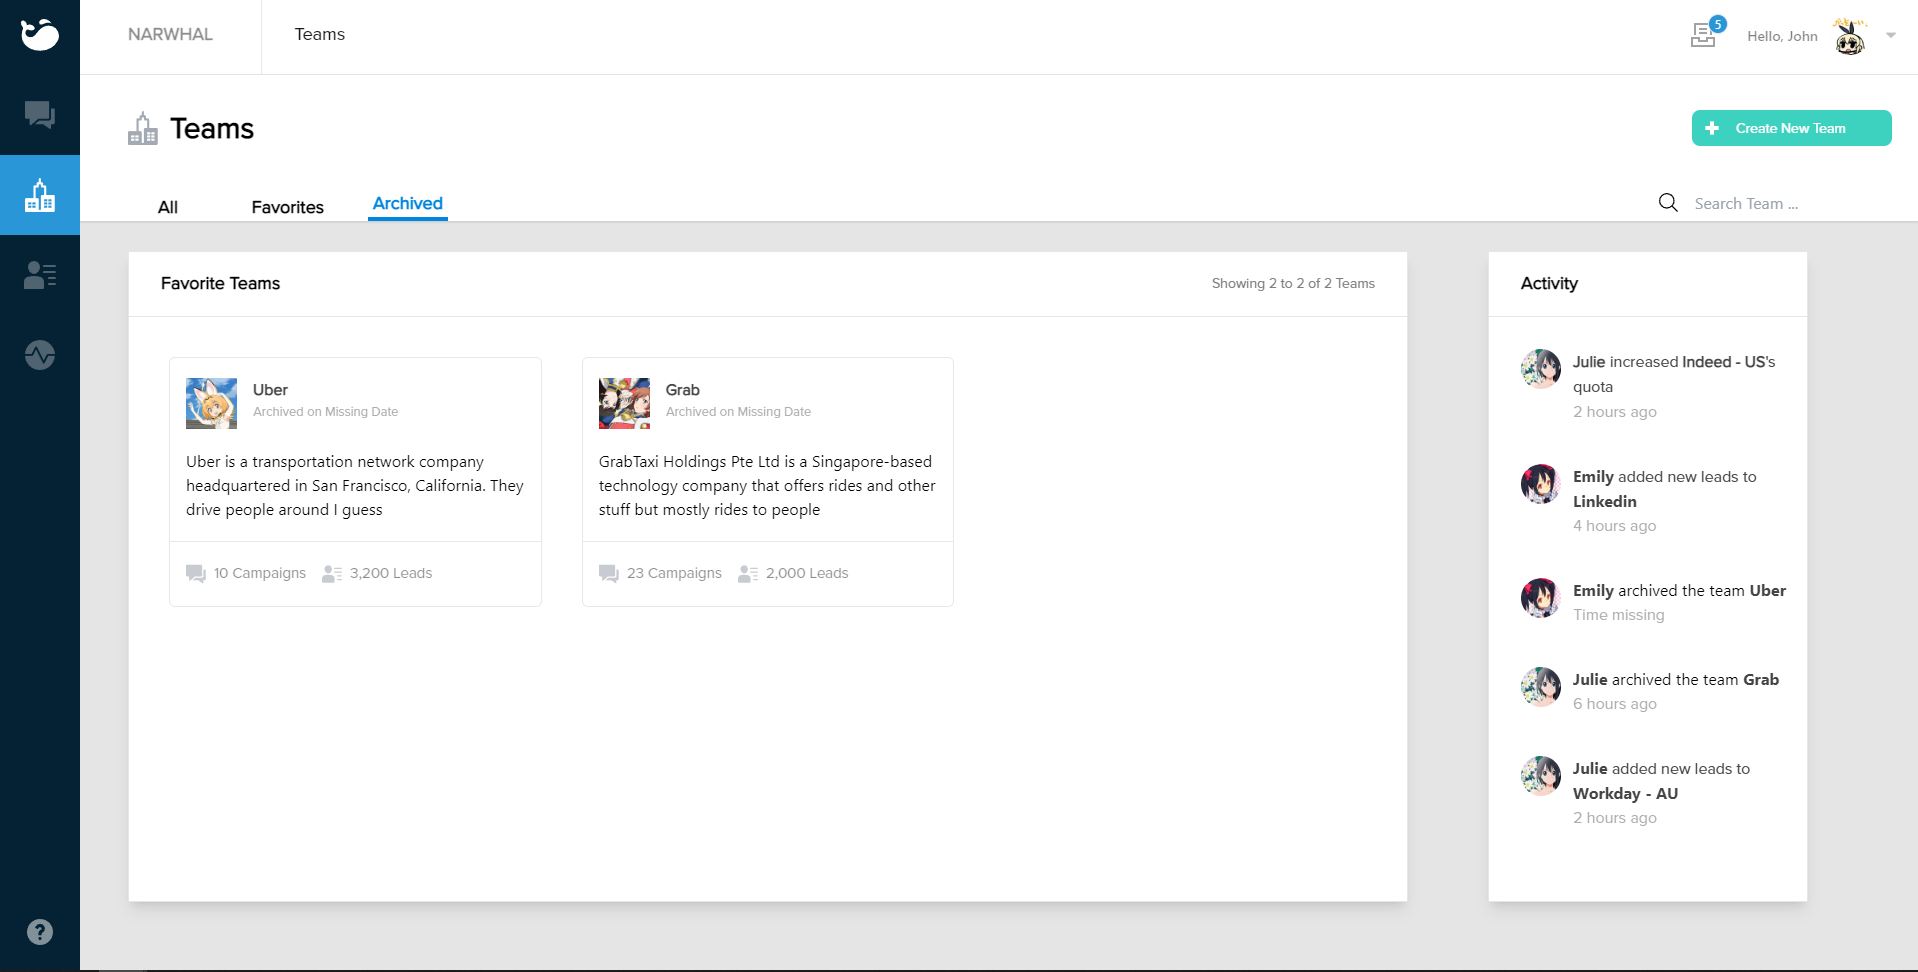 NARWHAL
Teams
5
Hello, John
Teams
Create New Team
All
Favorites
Archived
Search Team ...
Favorite Teams
Showing 2 to 2 of 2 Teams
Uber
Archived on Missing Date
Uber is a transportation network company
headquartered in San Francisco, California. They
drive people around I guess
10 Campaigns
3,200 Leads
Grab
Archived on Missing Date
GrabTaxi Holdings Pte Ltd is a Singapore-based
technology company that offers rides and other
stuff but mostly rides to people
23 Campaigns
2,000 Leads
Activity
Julie increased Indeed - US's
quota
2 hours ago
Emily added new leads to
Linkedin
4 hours ago
Emily archived the team Uber
Time missing
Julie archived the team Grab
6 hours ago
Julie added new leads to
Workday - AU
2 hours ago
?